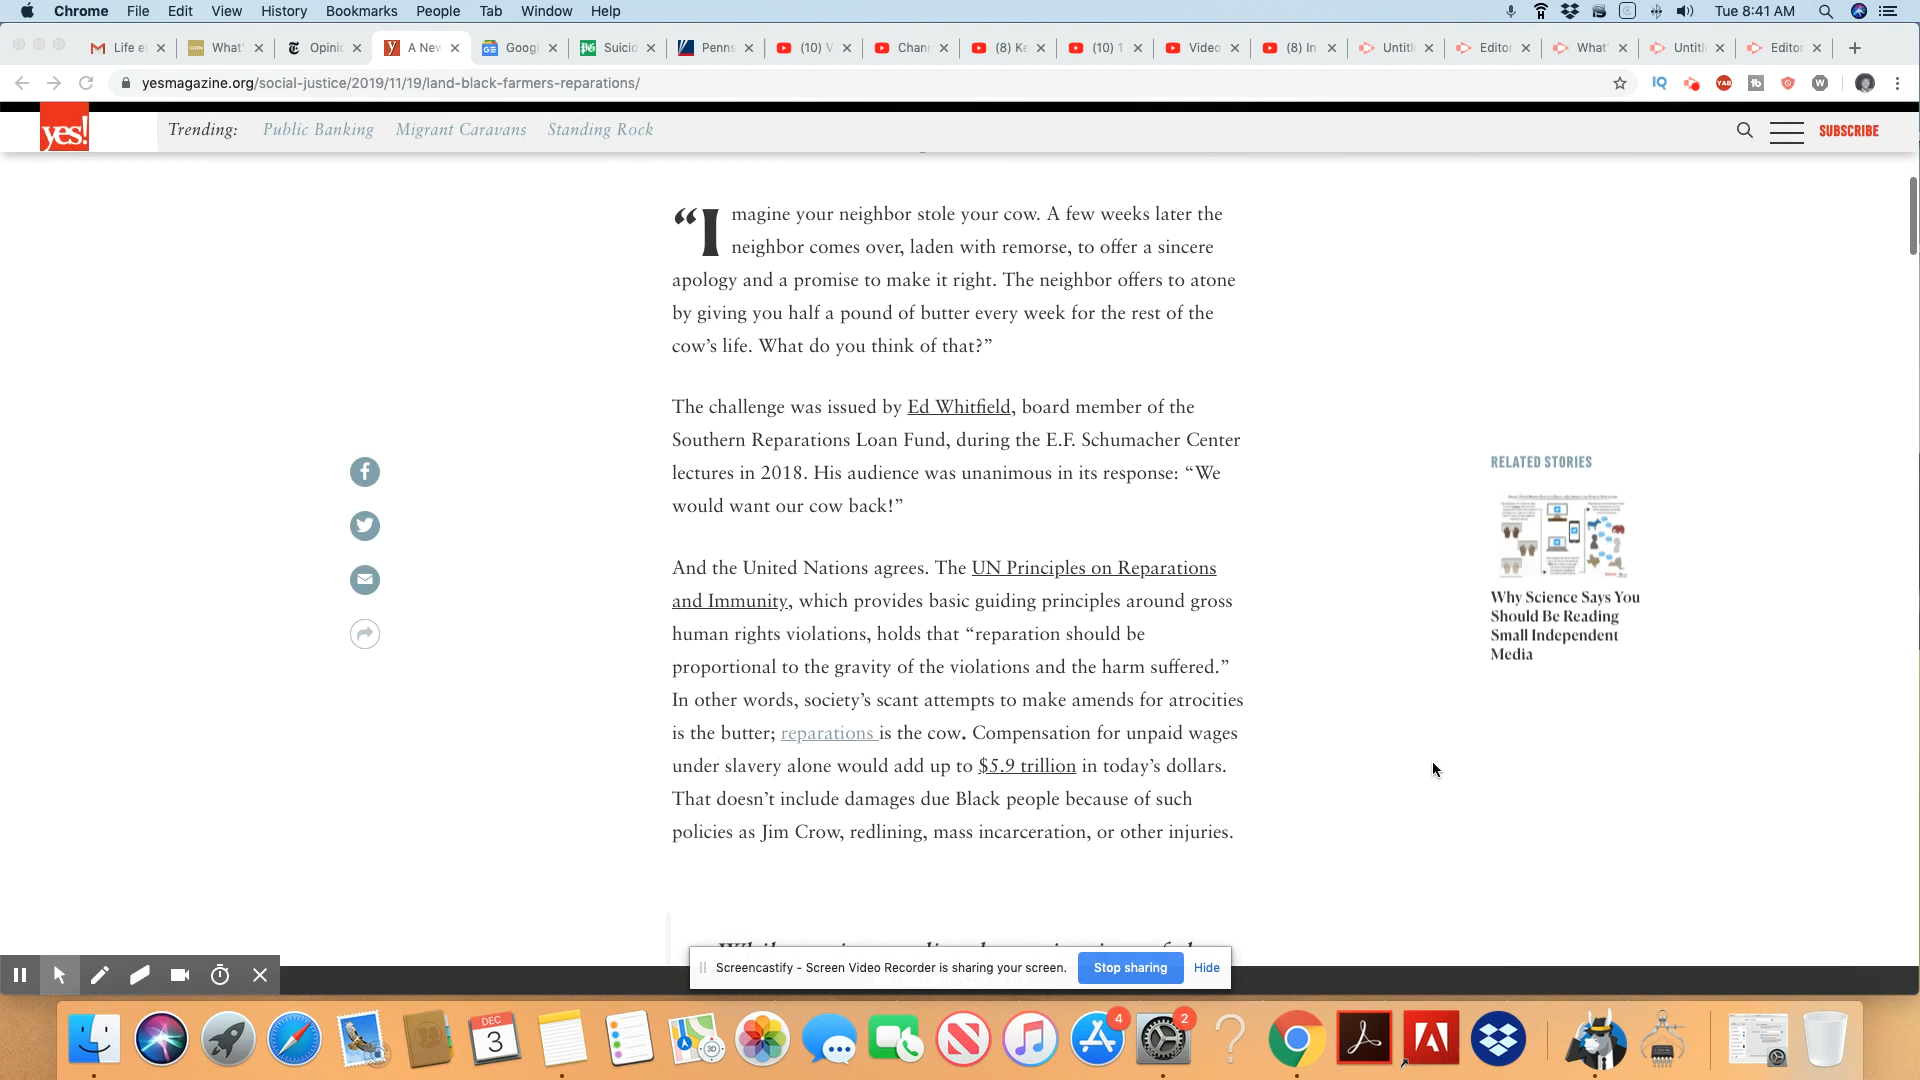 Chrome File Edit View History Bookmarks People Tab Window Help Tue 8:41 AM
Life e What' Opinio A New Googl Suicid Penns (10) V Chann (8) Ke (10) 1 Video (8) In Untitl Editor What' Untitl Editor
yesmagazine.org/social-justice/2019/11/19/land-black-farmers-reparations/
yes! Trending: Public Banking Migrant Caravans Standing Rock SUBSCRIBE
“Imagine your neighbor stole your cow. A few weeks later the
neighbor comes over, laden with remorse, to offer a sincere
apology and a promise to make it right. The neighbor offers to atone
by giving you half a pound of butter every week for the rest of the
cow’s life. What do you think of that?”
The challenge was issued by Ed Whitfield, board member of the
Southern Reparations Loan Fund, during the E.F. Schumacher Center
lectures in 2018. His audience was unanimous in its response: “We
would want our cow back!”
And the United Nations agrees. The UN Principles on Reparations
and Immunity, which provides basic guiding principles around gross
human rights violations, holds that “reparation should be
proportional to the gravity of the violations and the harm suffered.”
In other words, society’s scant attempts to make amends for atrocities
is the butter; reparations is the cow. Compensation for unpaid wages
under slavery alone would add up to $5.9 trillion in today’s dollars.
That doesn’t include damages due Black people because of such
policies as Jim Crow, redlining, mass incarceration, or other injuries.
RELATED STORIES
Why Science Says You
Should Be Reading
Small Independent
Media
Screencastify - Screen Video Recorder is sharing your screen. Stop sharing Hide
DEC
3
3D
4
2